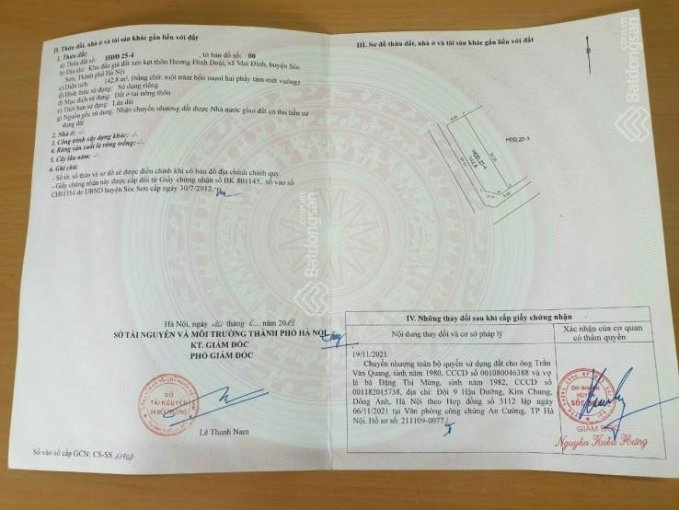 II. Thửa đất, nhà ở và tài sản khác gắn liền với đất
1. Thửa đất:
a) Thửa đất số: HĐĐ 25-4 , tờ bản đồ số: 00
b) Địa chỉ: Khu đấu giá đất xen kẹt thôn Hương Đình Đoài, xã Mai Đình, huyện Sóc
Sơn, Thành phố Hà Nội
c) Diện tích: 142,8 m², (bằng chữ: một trăm bốn mươi hai phẩy tám mét vuông)
d) Hình thức sử dụng: Sử dụng riêng
đ) Mục đích sử dụng: Đất ở tại nông thôn
e) Thời hạn sử dụng: Lâu dài
g) Nguồn gốc sử dụng: Nhận chuyển nhượng đất được Nhà nước giao đất có thu tiền sử
dụng đất
2. Nhà ở: -/-
3. Công trình xây dựng khác: -/-
4. Rừng sản xuất là rừng trồng: -/-
5. Cây lâu năm: -/-
6. Ghi chú:
- Số tờ, số thửa và sơ đồ sẽ được điều chỉnh khi có bản đồ địa chính chính quy
- Giấy chứng nhận này được cấp đổi từ Giấy chứng nhận số BK 801145, số vào sổ
CH01354 do UBND huyện Sóc Sơn cấp ngày 30/7/2012
Hà Nội, ngày tháng năm
SỞ TÀI NGUYÊN VÀ MÔI TRƯỜNG THÀNH PHỐ HÀ NỘI
KT. GIÁM ĐỐC
PHÓ GIÁM ĐỐC
SỞ
TÀI NGUYÊN
VÀ MÔI TRƯỜNG
Lê Thanh Nam
Số vào sổ cấp GCN: CS-SS
III. Sơ đồ thửa đất, nhà ở và tài sản khác gắn liền với đất
HĐĐ 25-3
HĐĐ 25-4
142,8
IV. Những thay đổi sau khi cấp giấy chứng nhận
Nội dung thay đổi và cơ sở pháp lý
Xác nhận của cơ quan
có thẩm quyền
19/11/2021
Chuyển nhượng toàn bộ quyền sử dụng đất cho ông Trần
Văn Quang, sinh năm 1980, CCCD số 001080046388 và vợ
là bà Đặng Thị Mừng, sinh năm 1982, CCCD số
001182015738, địa chỉ: Đội 9 Hậu Dưỡng, Kim Chung,
Đông Anh, Hà Nội theo Hợp đồng số 3112 lập ngày
06/11/2021 tại Văn phòng công chứng An Cường, TP Hà
Nội. Hồ sơ số: 211109-0077
GIÁM ĐỐC
Nguyễn Hữu Hưng
Batdongsan
Batdongsan
Batdongsan